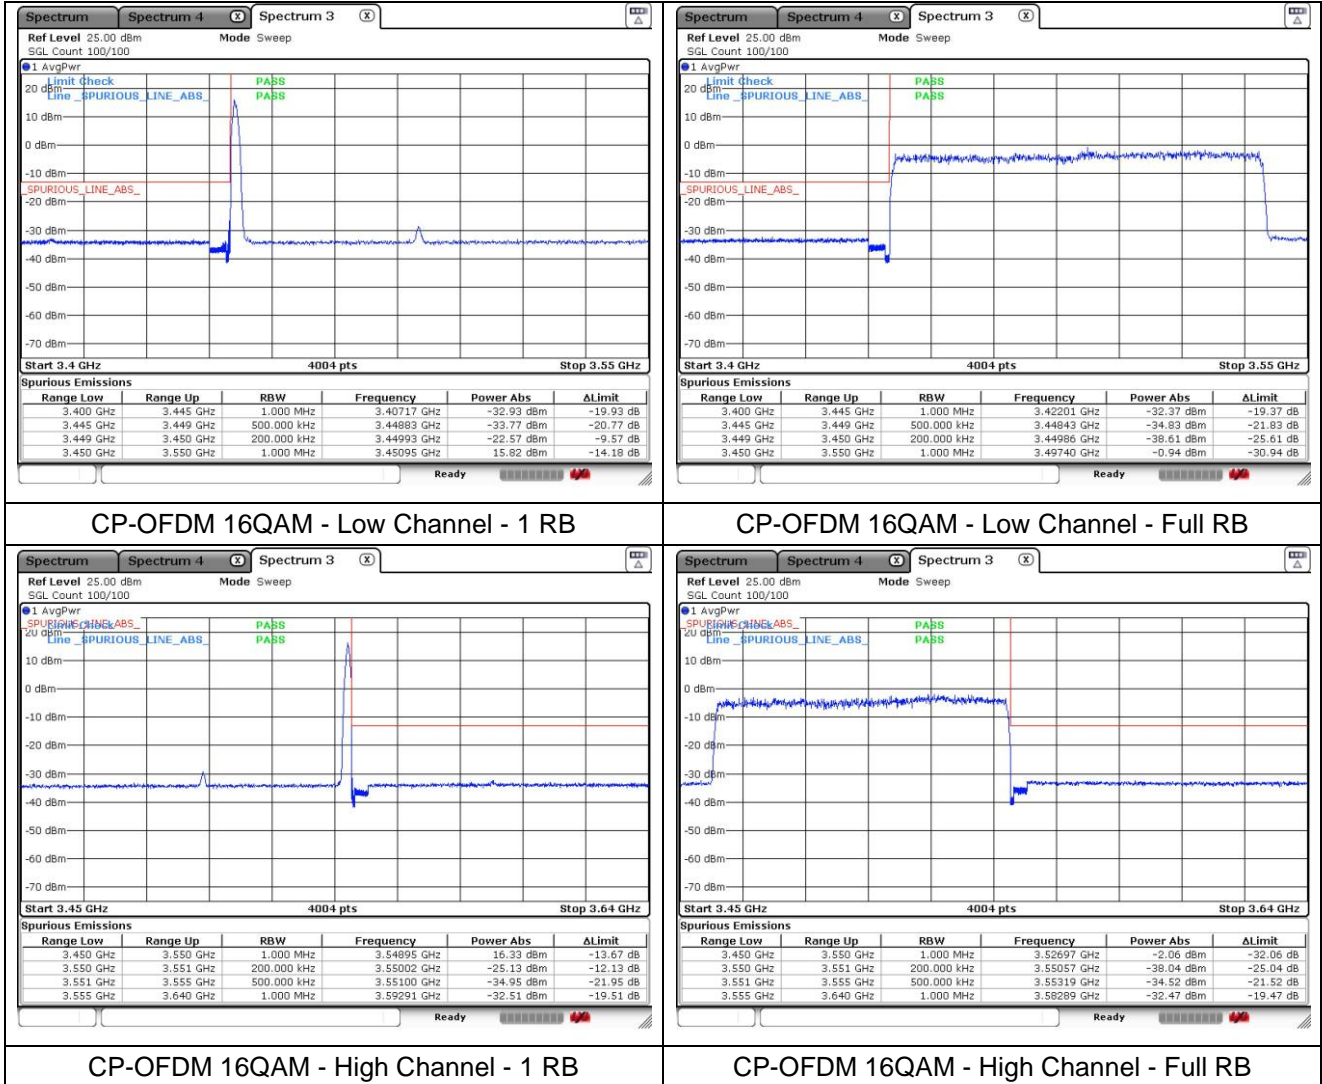 Spectrum Spectrum 4 X Spectrum 3 X
Ref Level 25.00 dBm Mode Sweep
SGL Count 100/100
1 AvgPwr
Limit Check PASS
20 dBm
Line _SPURIOUS_LINE_ABS_ PASS
10 dBm
0 dBm
-10 dBm
_SPURIOUS_LINE_ABS_
-20 dBm
-30 dBm
-40 dBm
-50 dBm
-60 dBm
-70 dBm
Start 3.4 GHz 4004 pts Stop 3.55 GHz
Spurious Emissions
Range Low Range Up RBW Frequency Power Abs ΔLimit
3.400 GHz 3.445 GHz 1.000 MHz 3.40717 GHz -32.93 dBm -19.93 dB
3.445 GHz 3.449 GHz 500.000 kHz 3.44883 GHz -33.77 dBm -20.77 dB
3.449 GHz 3.450 GHz 200.000 kHz 3.44993 GHz -22.57 dBm -9.57 dB
3.450 GHz 3.550 GHz 1.000 MHz 3.45095 GHz 15.82 dBm -14.18 dB
Ready
CP-OFDM 16QAM - Low Channel - 1 RB
Spectrum Spectrum 4 X Spectrum 3 X
Ref Level 25.00 dBm Mode Sweep
SGL Count 100/100
1 AvgPwr
Limit Check PASS
20 dBm
Line _SPURIOUS_LINE_ABS_ PASS
10 dBm
0 dBm
-10 dBm
_SPURIOUS_LINE_ABS_
-20 dBm
-30 dBm
-40 dBm
-50 dBm
-60 dBm
-70 dBm
Start 3.4 GHz 4004 pts Stop 3.55 GHz
Spurious Emissions
Range Low Range Up RBW Frequency Power Abs ΔLimit
3.400 GHz 3.445 GHz 1.000 MHz 3.42201 GHz -32.37 dBm -19.37 dB
3.445 GHz 3.449 GHz 500.000 kHz 3.44843 GHz -34.83 dBm -21.83 dB
3.449 GHz 3.450 GHz 200.000 kHz 3.44986 GHz -38.61 dBm -25.61 dB
3.450 GHz 3.550 GHz 1.000 MHz 3.49740 GHz -0.94 dBm -30.94 dB
Ready
CP-OFDM 16QAM - Low Channel - Full RB
Spectrum Spectrum 4 X Spectrum 3 X
Ref Level 25.00 dBm Mode Sweep
SGL Count 100/100
1 AvgPwr
_SPURIOUS_LINE_ABS_
Limit Check PASS
20 dBm
Line _SPURIOUS_LINE_ABS_ PASS
10 dBm
0 dBm
-10 dBm
-20 dBm
-30 dBm
-40 dBm
-50 dBm
-60 dBm
-70 dBm
Start 3.45 GHz 4004 pts Stop 3.64 GHz
Spurious Emissions
Range Low Range Up RBW Frequency Power Abs ΔLimit
3.450 GHz 3.550 GHz 1.000 MHz 3.54895 GHz 16.33 dBm -13.67 dB
3.550 GHz 3.551 GHz 200.000 kHz 3.55002 GHz -25.13 dBm -12.13 dB
3.551 GHz 3.555 GHz 500.000 kHz 3.55100 GHz -34.95 dBm -21.95 dB
3.555 GHz 3.640 GHz 1.000 MHz 3.59291 GHz -32.51 dBm -19.51 dB
Ready
CP-OFDM 16QAM - High Channel - 1 RB
Spectrum Spectrum 4 X Spectrum 3 X
Ref Level 25.00 dBm Mode Sweep
SGL Count 100/100
1 AvgPwr
_SPURIOUS_LINE_ABS_
Limit Check PASS
20 dBm
Line _SPURIOUS_LINE_ABS_ PASS
10 dBm
0 dBm
-10 dBm
-20 dBm
-30 dBm
-40 dBm
-50 dBm
-60 dBm
-70 dBm
Start 3.45 GHz 4004 pts Stop 3.64 GHz
Spurious Emissions
Range Low Range Up RBW Frequency Power Abs ΔLimit
3.450 GHz 3.550 GHz 1.000 MHz 3.52697 GHz -2.06 dBm -32.06 dB
3.550 GHz 3.551 GHz 200.000 kHz 3.55057 GHz -38.04 dBm -25.04 dB
3.551 GHz 3.555 GHz 500.000 kHz 3.55319 GHz -34.52 dBm -21.52 dB
3.555 GHz 3.640 GHz 1.000 MHz 3.58289 GHz -32.47 dBm -19.47 dB
Ready
CP-OFDM 16QAM - High Channel - Full RB